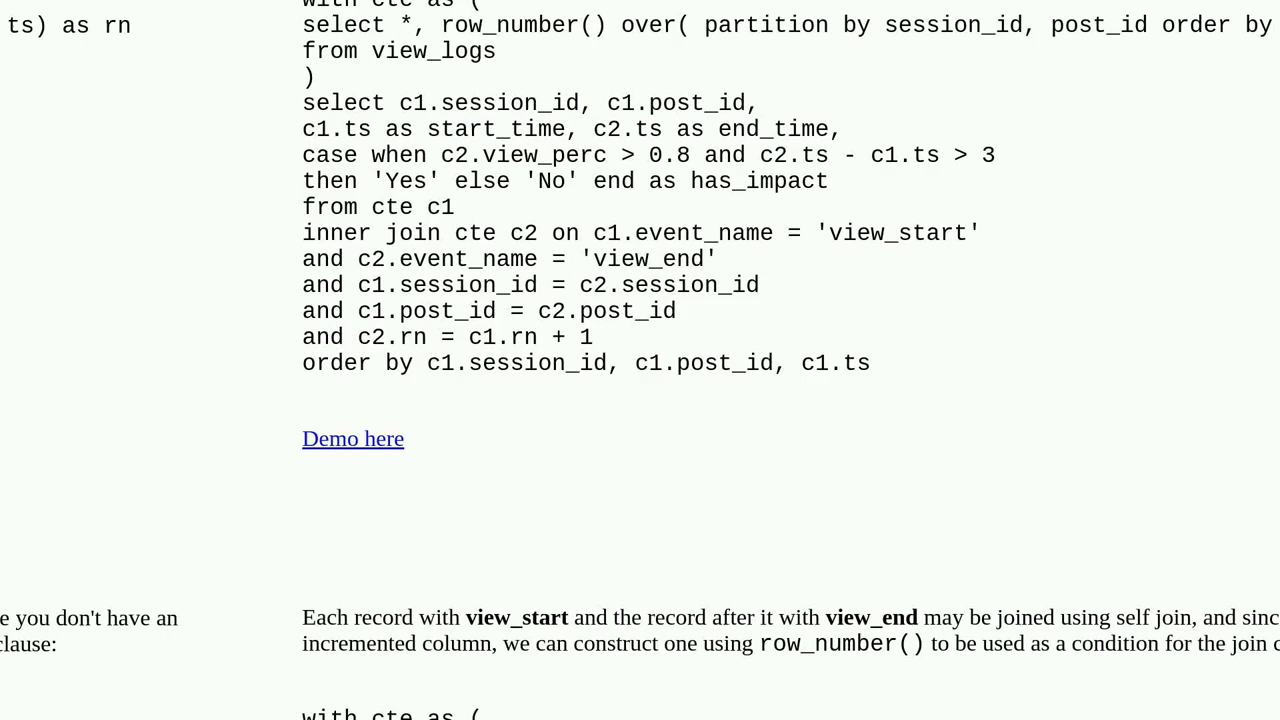 with cte as (
ts) as rn
select *, row_number() over( partition by session_id, post_id order by
from view_logs
)
select c1.session_id, c1.post_id,
c1.ts as start_time, c2.ts as end_time,
case when c2.view_perc > 0.8 and c2.ts - c1.ts > 3
then 'Yes' else 'No' end as has_impact
from cte c1
inner join cte c2 on c1.event_name = 'view_start'
and c2.event_name = 'view_end'
and c1.session_id = c2.session_id
and c1.post_id = c2.post_id
and c2.rn = c1.rn + 1
order by c1.session_id, c1.post_id, c1.ts
Demo here
e you don't have an
clause:
Each record with view_start and the record after it with view_end may be joined using self join, and sinc
incremented column, we can construct one using row_number() to be used as a condition for the join c
with cte as (